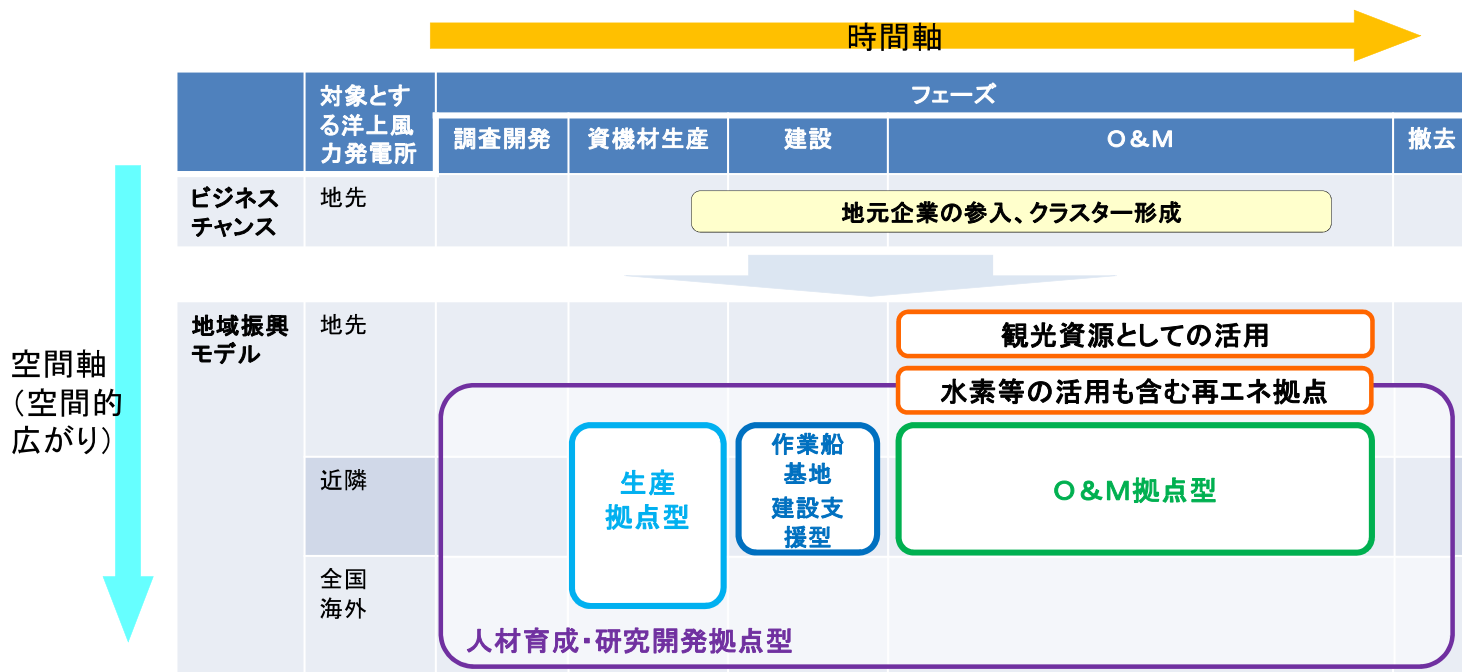 時間軸
対象とす
る洋上風
力発電所
フェーズ
調査開発
資機材生産
建設
O&M
撤去
ビジネス
チャンス
地先
地元企業の参入、クラスター形成
空間軸
(空間的
広がり)
地域振興
モデル
地先
観光資源としての活用
水素等の活用も含む再エネ拠点
近隣
生産
拠点型
作業船
基地
建設支
援型
O&M拠点型
全国
海外
人材育成・研究開発拠点型